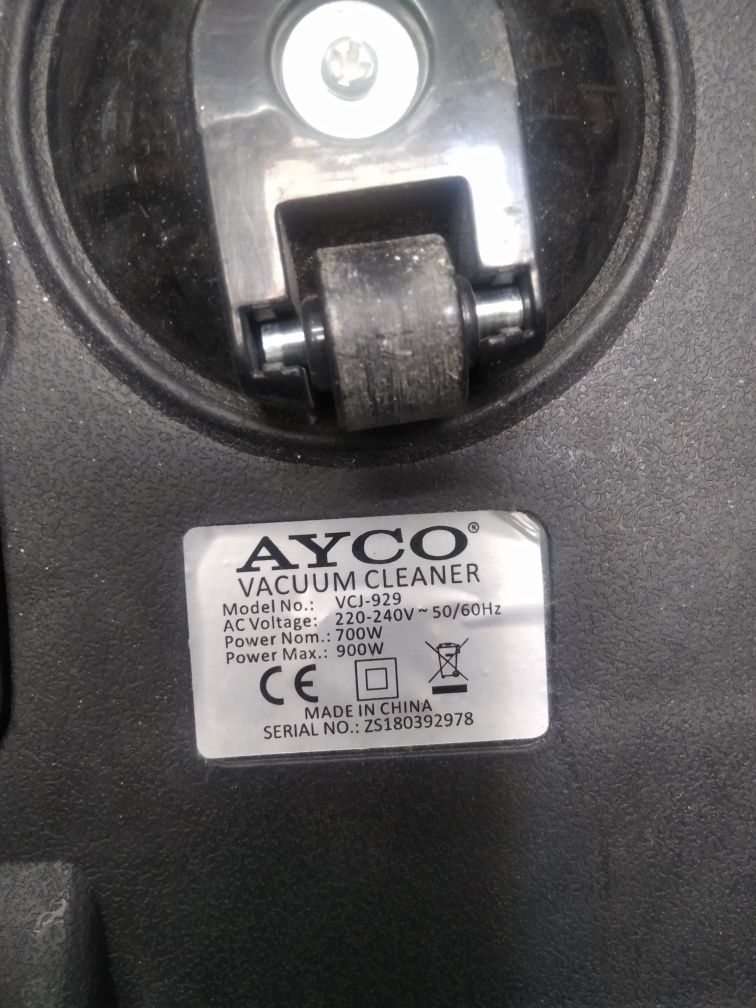 AYCO®
VACUUM CLEANER
Model No.: VCJ-929
AC Voltage: 220-240V ~ 50/60Hz
Power Nom.: 700W
Power Max.: 900W
CE
MADE IN CHINA
SERIAL NO.: ZS180392978